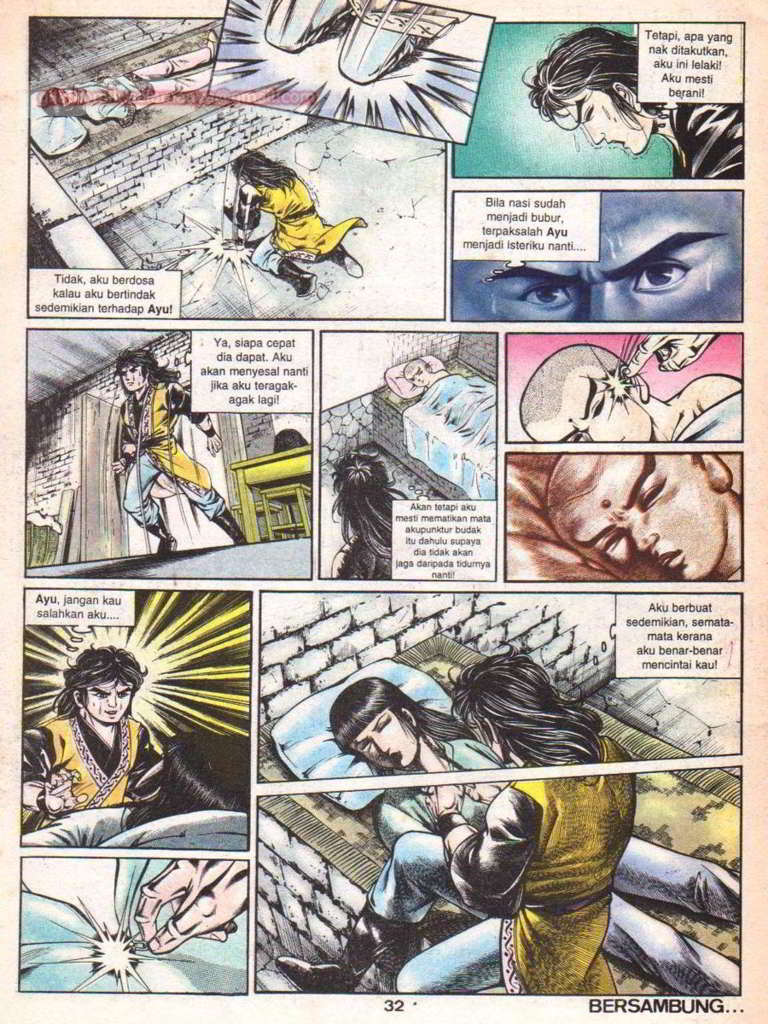 Tidak, aku berdosa
kalau aku bertindak
sedemikian terhadap Ayu!
Tetapi, apa yang
nak ditakutkan,
aku ini lelaki!
Aku mesti
berani!
Bila nasi sudah
menjadi bubur,
terpaksalah Ayu
menjadi isteriku nanti....
Ya, siapa cepat
dia dapat. Aku
akan menyesal nanti
jika aku teragak-
agak lagi!
Akan tetapi aku
mesti mematikan mata
akupunktur budak
itu dahulu supaya
dia tidak akan
jaga daripada tidurnya
nanti!
Ayu, jangan kau
salahkan aku....
Aku berbuat
sedemikian, semata-
mata kerana
aku benar-benar
mencintai kau!
32
BERSAMBUNG...